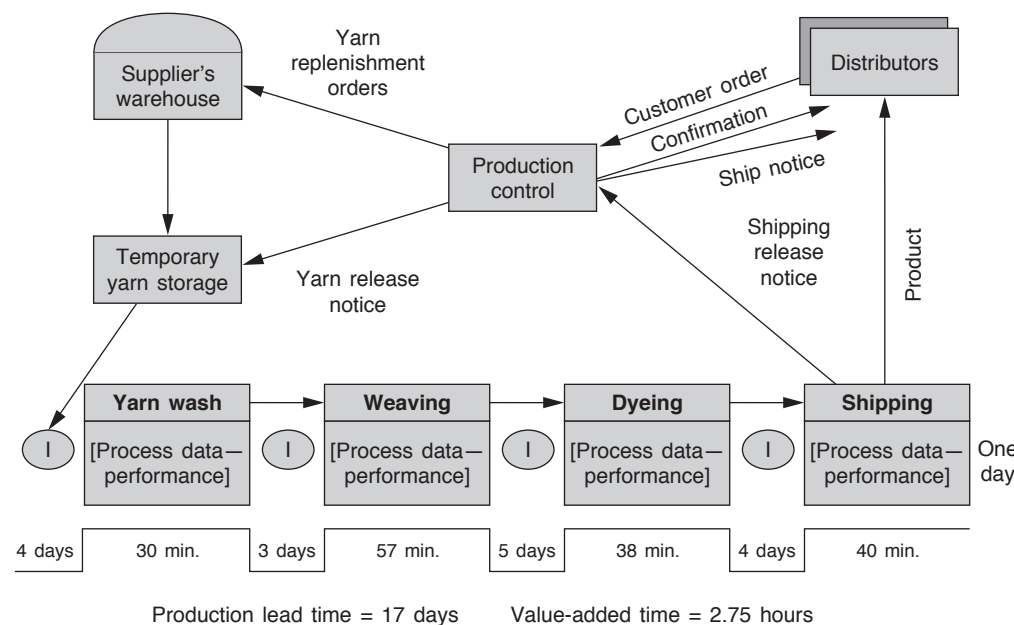 Yarn
replenishment
orders
Supplier's
warehouse
Distributors
Customer order
Confirmation
Ship notice
Production
control
Temporary
yarn storage
Yarn release
notice
Shipping
release
notice
Product
Yarn wash
Weaving
Dyeing
Shipping
I
[Process data—
performance]
I
[Process data—
performance]
I
[Process data—
performance]
I
[Process data—
performance]
One
day
4 days
30 min.
3 days
57 min.
5 days
38 min.
4 days
40 min.
Production lead time = 17 days
Value-added time = 2.75 hours